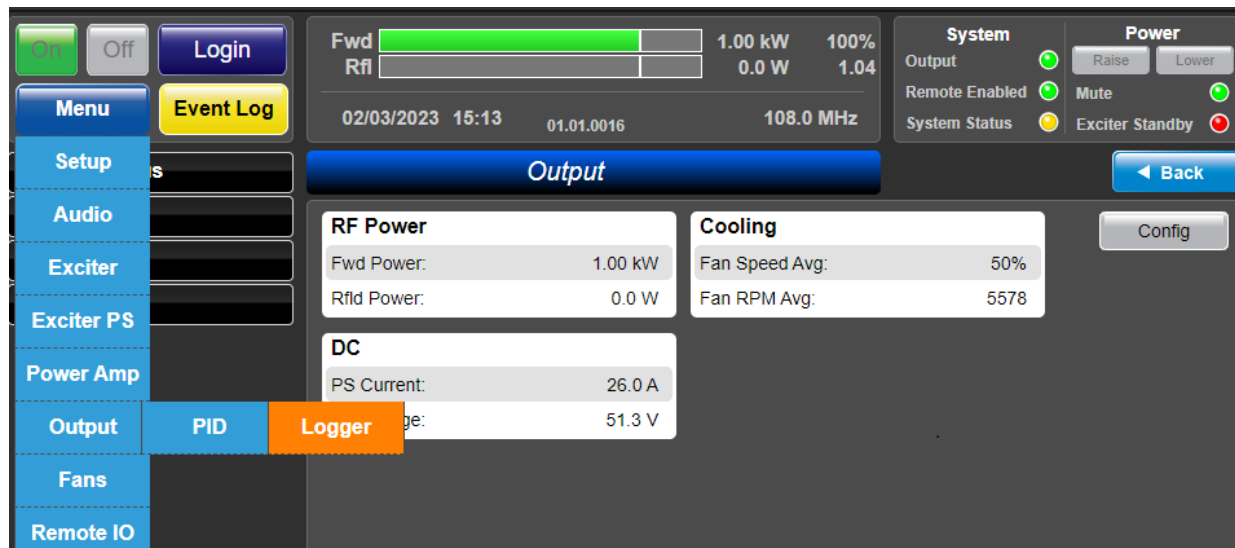 On Off Login
Menu Event Log
Fwd 1.00 kW 100%
Rfl 0.0 W 1.04
02/03/2023 15:13 01.01.0016 108.0 MHz
System
Output
Remote Enabled
System Status
Power
Raise Lower
Mute
Exciter Standby
Setup
Audio
Exciter
Exciter PS
Power Amp
Output PID Logger
Fans
Remote IO
Output
Back
Config
RF Power
Fwd Power: 1.00 kW
Rfld Power: 0.0 W
Cooling
Fan Speed Avg: 50%
Fan RPM Avg: 5578
DC
PS Current: 26.0 A
51.3 V